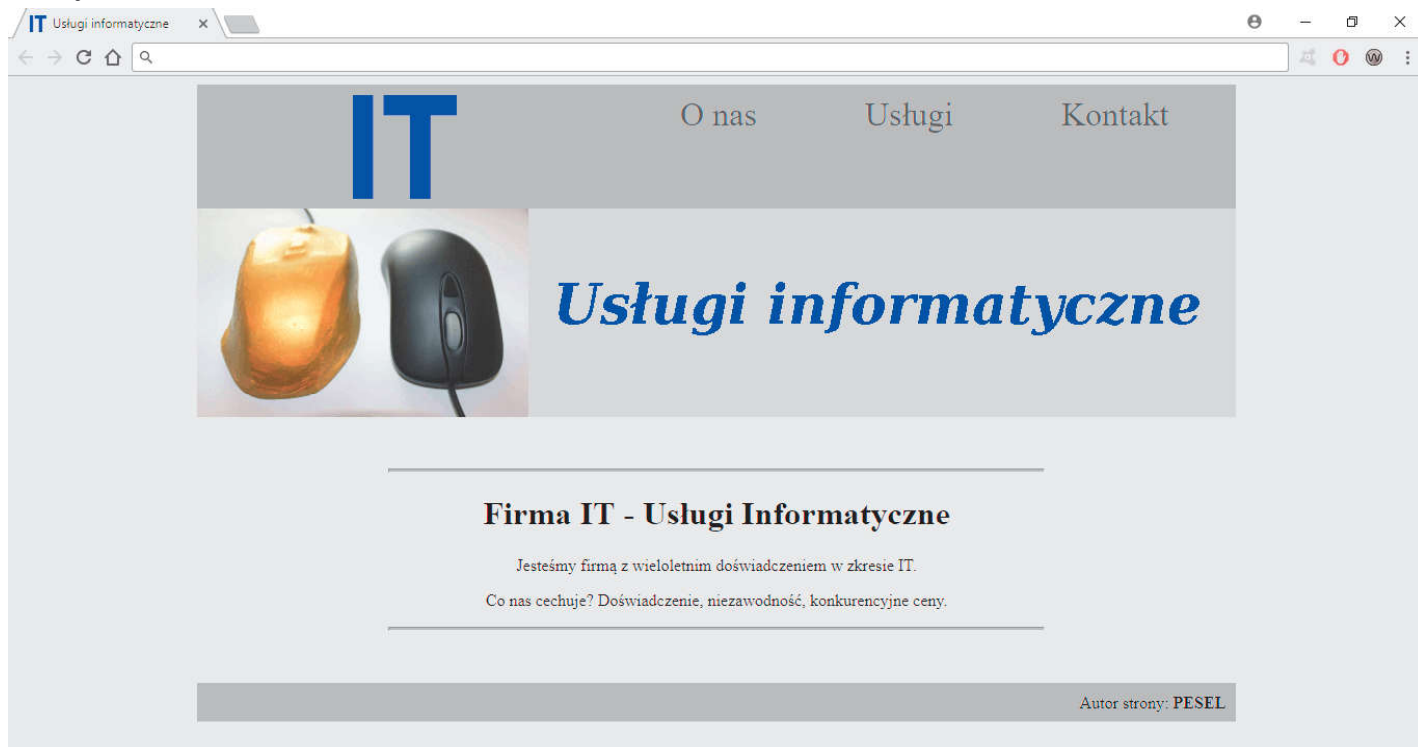 IT Usługi informatyczne
IT
O nas Usługi Kontakt
Usługi informatyczne
Firma IT - Usługi Informatyczne
Jesteśmy firmą z wieloletnim doświadczeniem w zkresie IT.
Co nas cechuje? Doświadczenie, niezawodność, konkurencyjne ceny.
Autor strony: PESEL